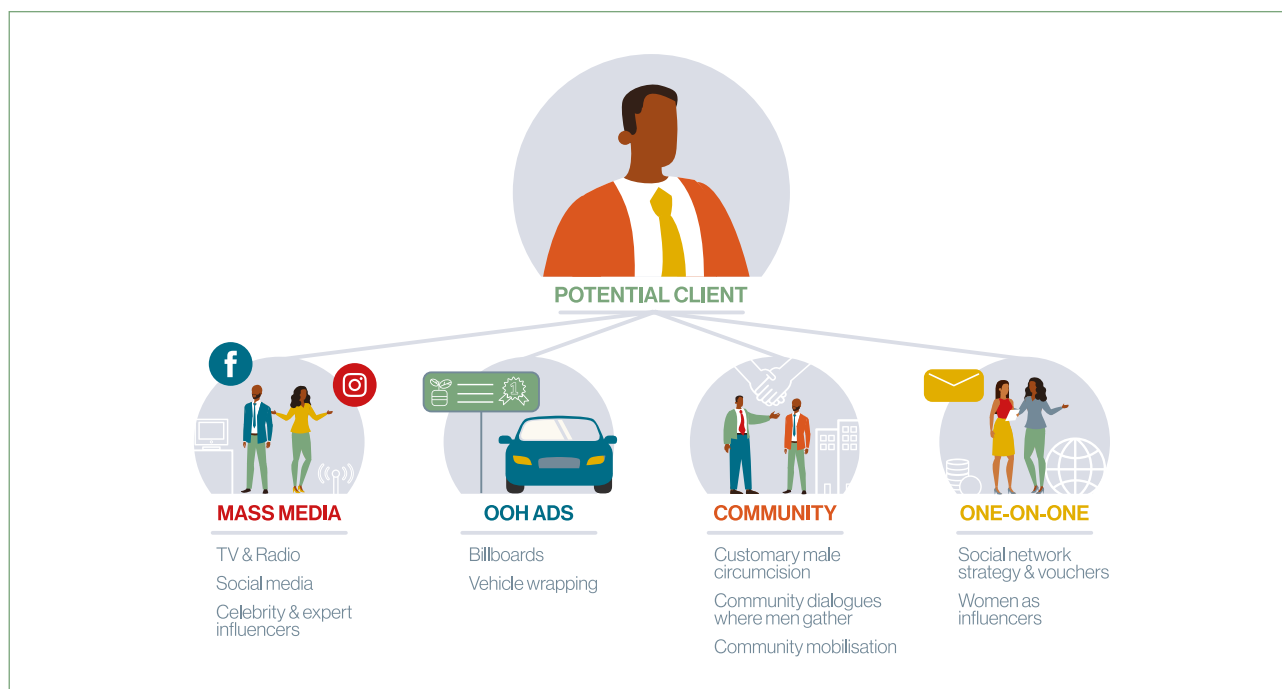 POTENTIAL CLIENT
f
1
MASS MEDIA
TV & Radio
Social media
Celebrity & expert
influencers
OOH ADS
Billboards
Vehicle wrapping
COMMUNITY
Customary male
circumcision
Community dialogues
where men gather
Community mobilisation
ONE-ON-ONE
Social network
strategy & vouchers
Women as
influencers